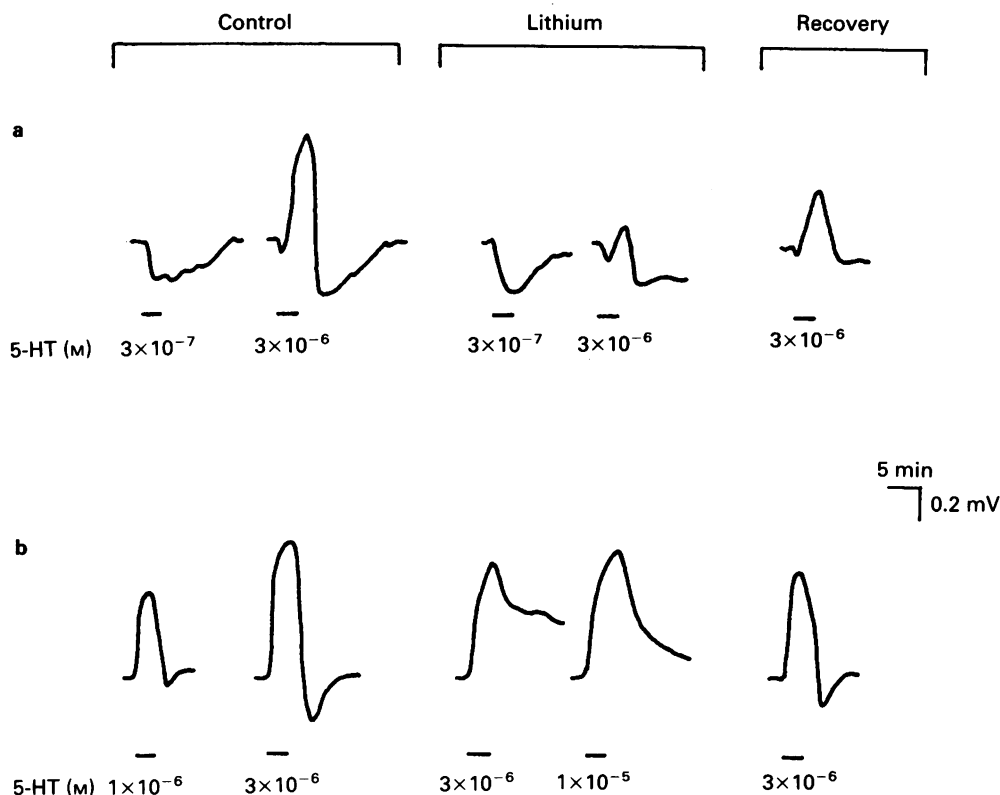 Control Lithium Recovery
a
5-HT (M) 3×10⁻⁷ 3×10⁻⁶ 3×10⁻⁷ 3×10⁻⁶ 3×10⁻⁶
5 min
0.2 mV
b
5-HT (M) 1×10⁻⁶ 3×10⁻⁶ 3×10⁻⁶ 1×10⁻⁵ 3×10⁻⁶